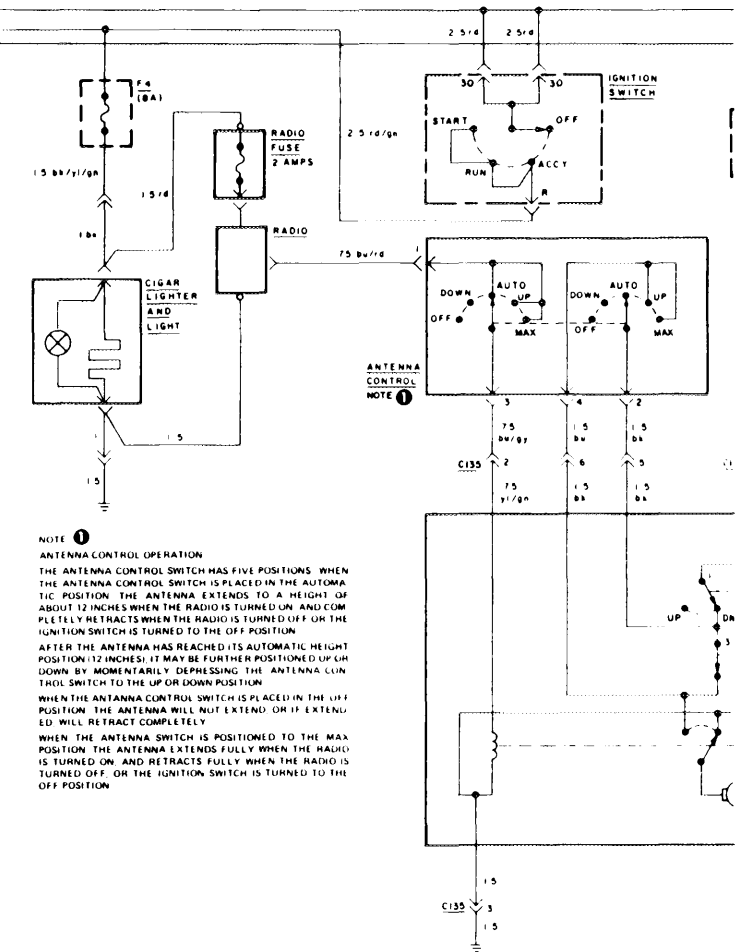 2.5rd 2.5rd
F4
(8A)
30 30
IGNITION
SWITCH
START
OFF
RUN
ACCY
R
RADIO
FUSE
2 AMPS
2.5 rd/gn
1.5 bk/yl/gn
1.5rd
1 bk
RADIO
.75 bu/rd
1
CIGAR
LIGHTER
AND
LIGHT
DOWN
AUTO
UP
OFF
MAX
DOWN
AUTO
UP
OFF
MAX
ANTENNA
CONTROL
NOTE 1
3 4 2
1
1.5
.75
bu/gy
1.5
bu
1.5
bk
C135
2 6 5
1.5
.75
yl/gn
1.5
bk
1.5
bk
NOTE 1
ANTENNA CONTROL OPERATION
THE ANTENNA CONTROL SWITCH HAS FIVE POSITIONS WHEN
THE ANTENNA CONTROL SWITCH IS PLACED IN THE AUTOMA
TIC POSITION THE ANTENNA EXTENDS TO A HEIGHT OF
ABOUT 12 INCHES WHEN THE RADIO IS TURNED ON AND COM
PLETELY RETRACTS WHEN THE RADIO IS TURNED OFF OR THE
IGNITION SWITCH IS TURNED TO THE OFF POSITION
AFTER THE ANTENNA HAS REACHED ITS AUTOMATIC HEIGHT
POSITION (12 INCHES), IT MAY BE FURTHER POSITIONED UP OR
DOWN BY MOMENTARILY DEPRESSING THE ANTENNA CON
TROL SWITCH TO THE UP OR DOWN POSITION
WHEN THE ANTANNA CONTROL SWITCH IS PLACED IN THE OFF
POSITION THE ANTENNA WILL NOT EXTEND OR IF EXTEND
ED WILL RETRACT COMPLETELY
WHEN THE ANTENNA SWITCH IS POSITIONED TO THE MAX
POSITION THE ANTENNA EXTENDS FULLY WHEN THE RADIO
IS TURNED ON, AND RETRACTS FULLY WHEN THE RADIO IS
TURNED OFF, OR THE IGNITION SWITCH IS TURNED TO THE
OFF POSITION
UP
3
1.5
C135
3
1.5